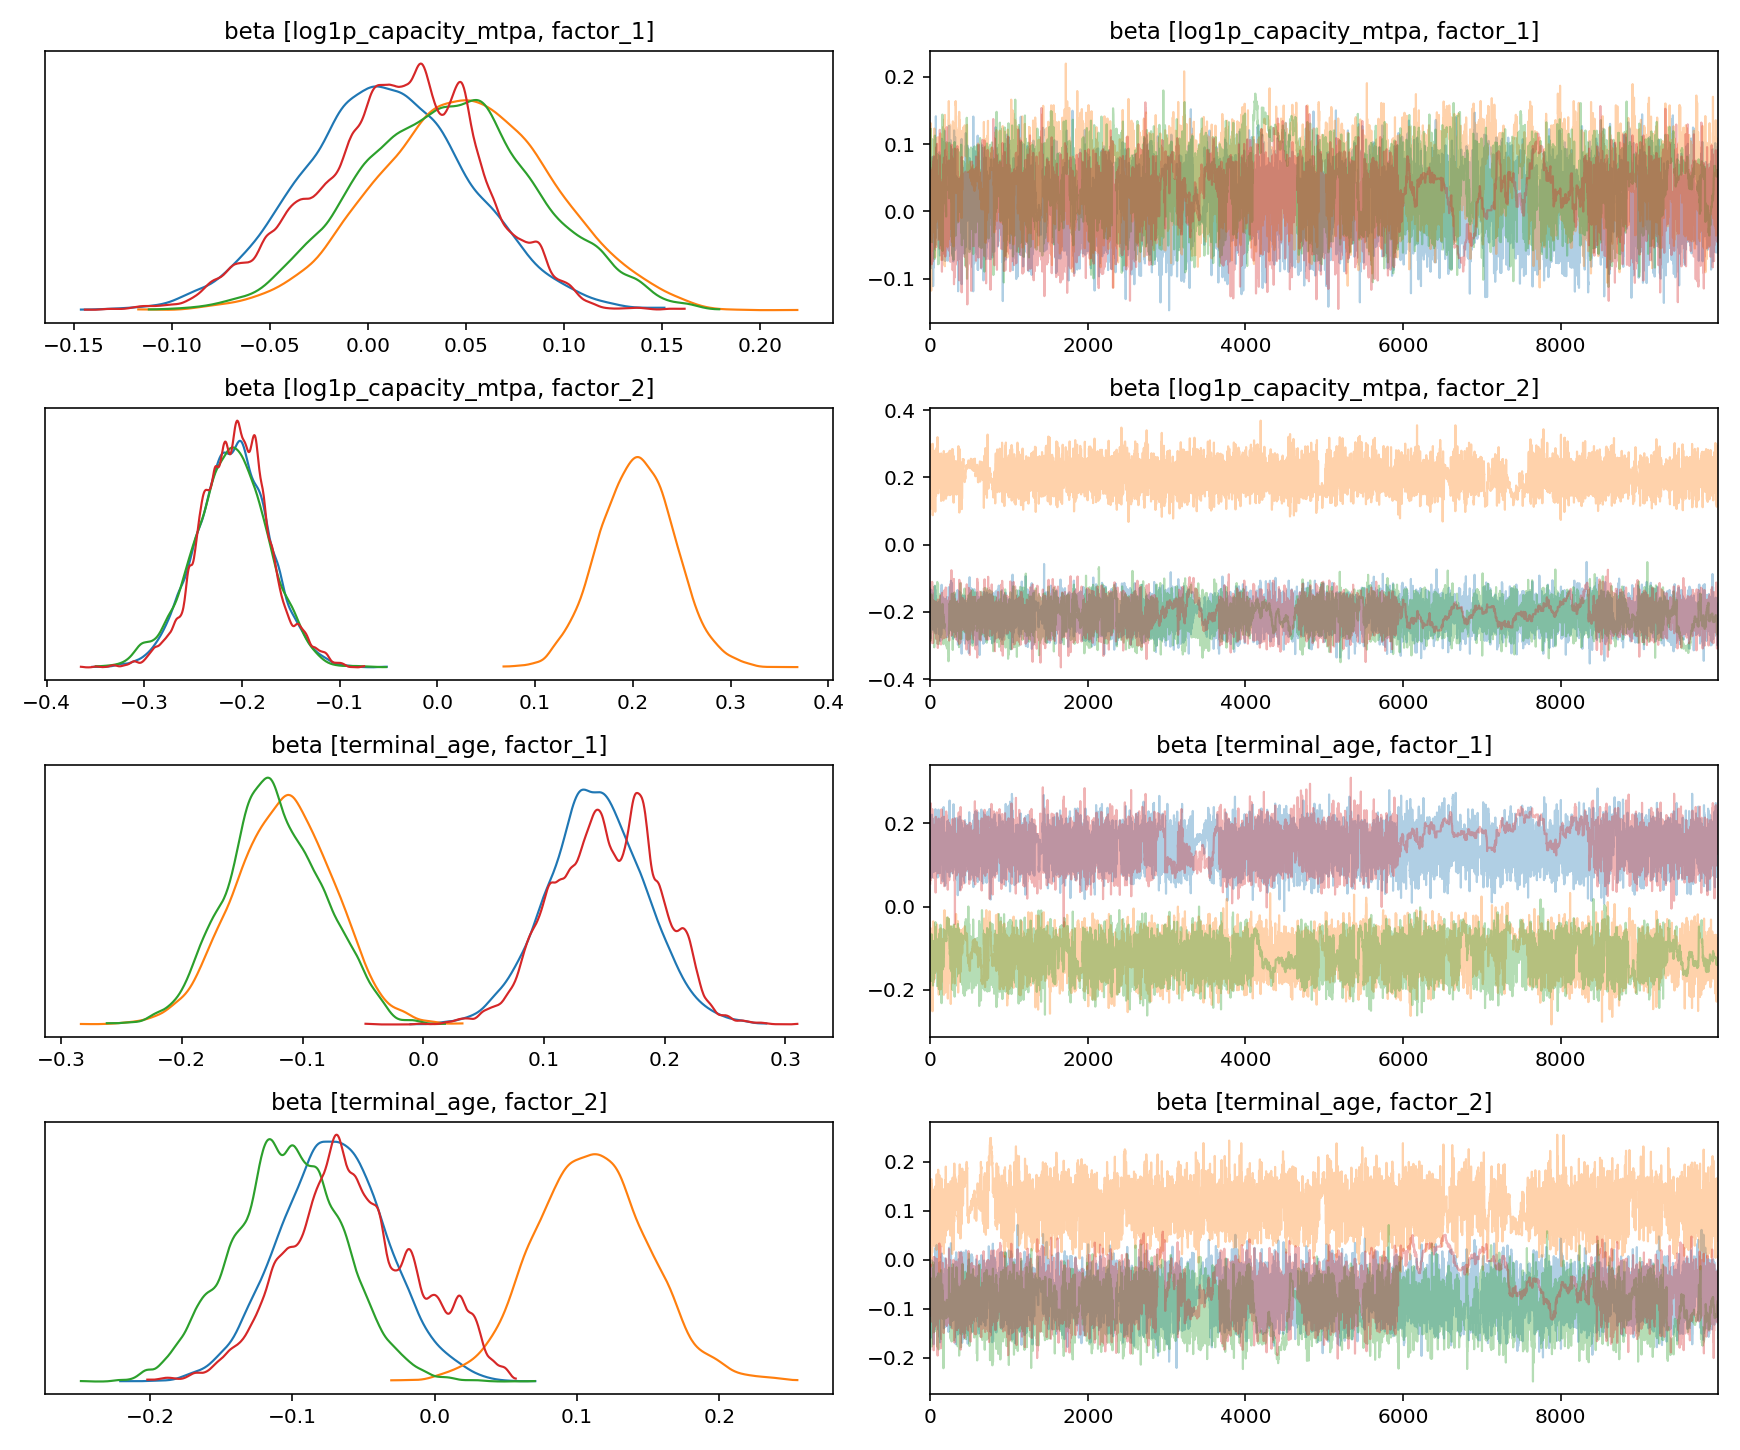 beta [log1p_capacity_mtpa, factor_1]
beta [log1p_capacity_mtpa, factor_1]
0.2
0.1
0.0
−0.1
−0.15 −0.10 −0.05 0.00 0.05 0.10 0.15 0.20
0 2000 4000 6000 8000
beta [log1p_capacity_mtpa, factor_2]
beta [log1p_capacity_mtpa, factor_2]
0.4
0.2
0.0
−0.2
−0.4
−0.4 −0.3 −0.2 −0.1 0.0 0.1 0.2 0.3 0.4
0 2000 4000 6000 8000
beta [terminal_age, factor_1]
beta [terminal_age, factor_1]
0.2
0.0
−0.2
−0.3 −0.2 −0.1 0.0 0.1 0.2 0.3
0 2000 4000 6000 8000
beta [terminal_age, factor_2]
beta [terminal_age, factor_2]
0.2
0.1
0.0
−0.1
−0.2
−0.2 −0.1 0.0 0.1 0.2
0 2000 4000 6000 8000